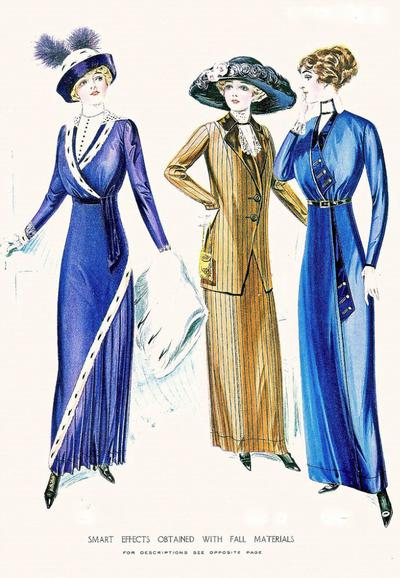 SMART EFFECTS OBTAINED WITH FALL MATERIALS
FOR DESCRIPTIONS SEE OPPOSITE PAGE